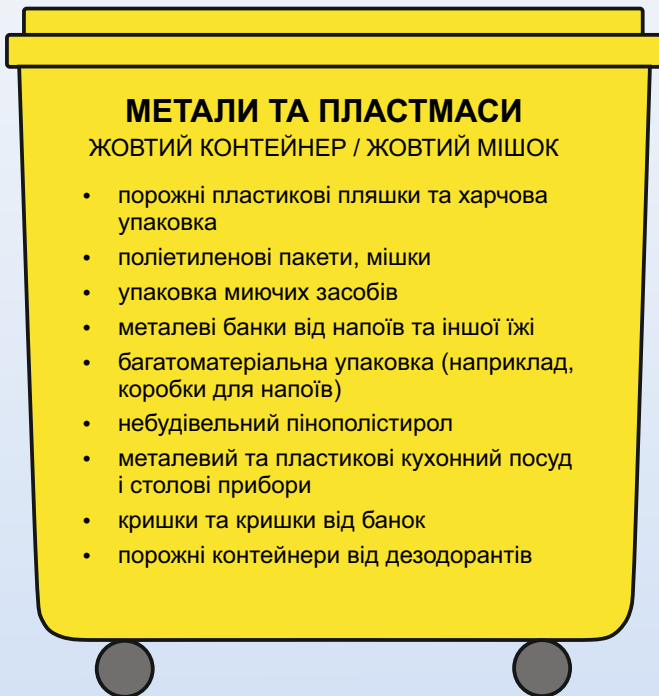 МЕТАЛИ ТА ПЛАСТМАСИ
ЖОВТИЙ КОНТЕЙНЕР / ЖОВТИЙ МІШОК
• порожні пластикові пляшки та харчова
упаковка
• поліетиленові пакети, мішки
• упаковка миючих засобів
• металеві банки від напоїв та іншої їжі
• багатоматеріальна упаковка (наприклад,
коробки для напоїв)
• небудівельний пінополістирол
• металевий та пластикові кухонний посуд
і столові прибори
• кришки та кришки від банок
• порожні контейнери від дезодорантів